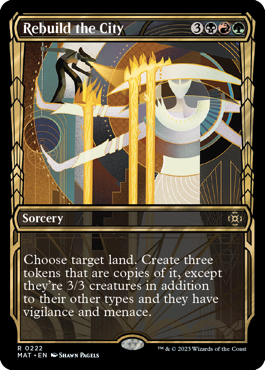 Rebuild the City 3
Sorcery
Choose target land. Create three
tokens that are copies of it, except
they're 3/3 creatures in addition
to their other types and they have
vigilance and menace.
R 0222
MAT • EN SHAWN PAGELS
™ & © 2023 Wizards of the Coast